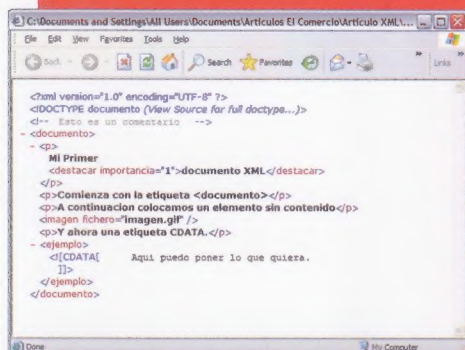 C:\Documents and Settings\All Users\Documents\Articulos El Comercio\Articulo XML\...
File Edit View Favorites Tools Help
Back Search Favorites Links
<?xml version="1.0" encoding="UTF-8" ?>
<!DOCTYPE documento (View Source for full doctype...)>
<!-- Esto es un comentario -->
- <documento>
- <p>
Mi Primer
<destacar importancia="1">documento XML</destacar>
</p>
<p>Comienza con la etiqueta <documento></p>
<p>A continuacion colocamos un elemento sin contenido</p>
<imagen fichero="imagen.gif" />
<p>Y ahora una etiqueta CDATA.</p>
- <ejemplo>
<![CDATA[ Aqui puedo poner lo que quiera.
]]>
</ejemplo>
</documento>
Done My Computer